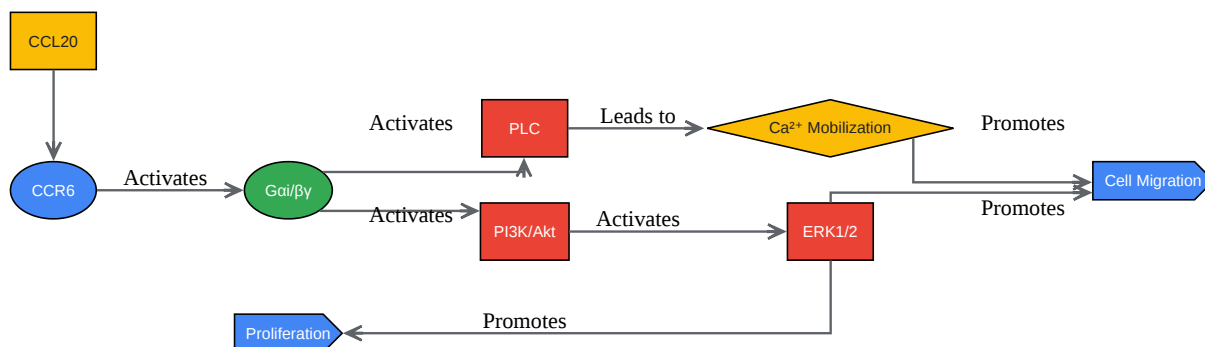 CCL20
CCR6
Activates
Gαi/βγ
Activates
PLC
Leads to
Ca²⁺ Mobilization
Promotes
Cell Migration
Activates
PI3K/Akt
Activates
ERK1/2
Promotes
Promotes
Proliferation